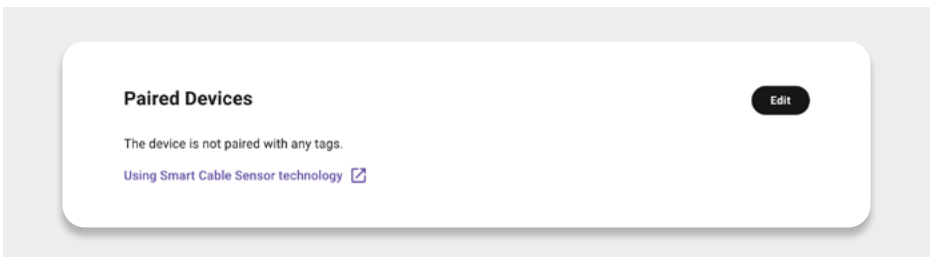 Paired Devices
Edit
The device is not paired with any tags.
Using Smart Cable Sensor technology